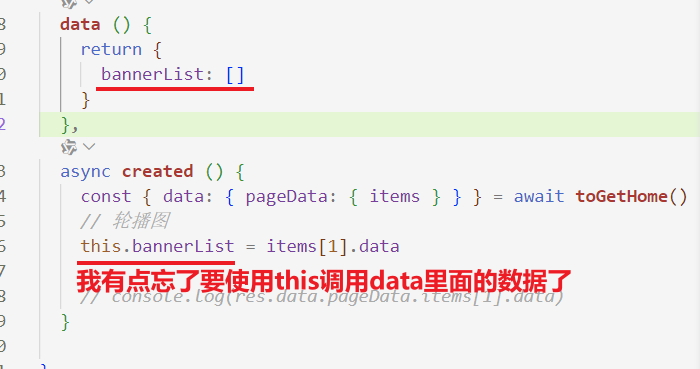 8 data () {
9 return {
0 bannerList: []
1 }
2 },
3 async created () {
4 const { data: { pageData: { items } } } = await toGetHome()
5 // 轮播图
6 this.bannerList = items[1].data
7 我有点忘了要使用this调用data里面的数据了
8 // console.log(res.data.pageData.items[1].data)
9 }
0
}